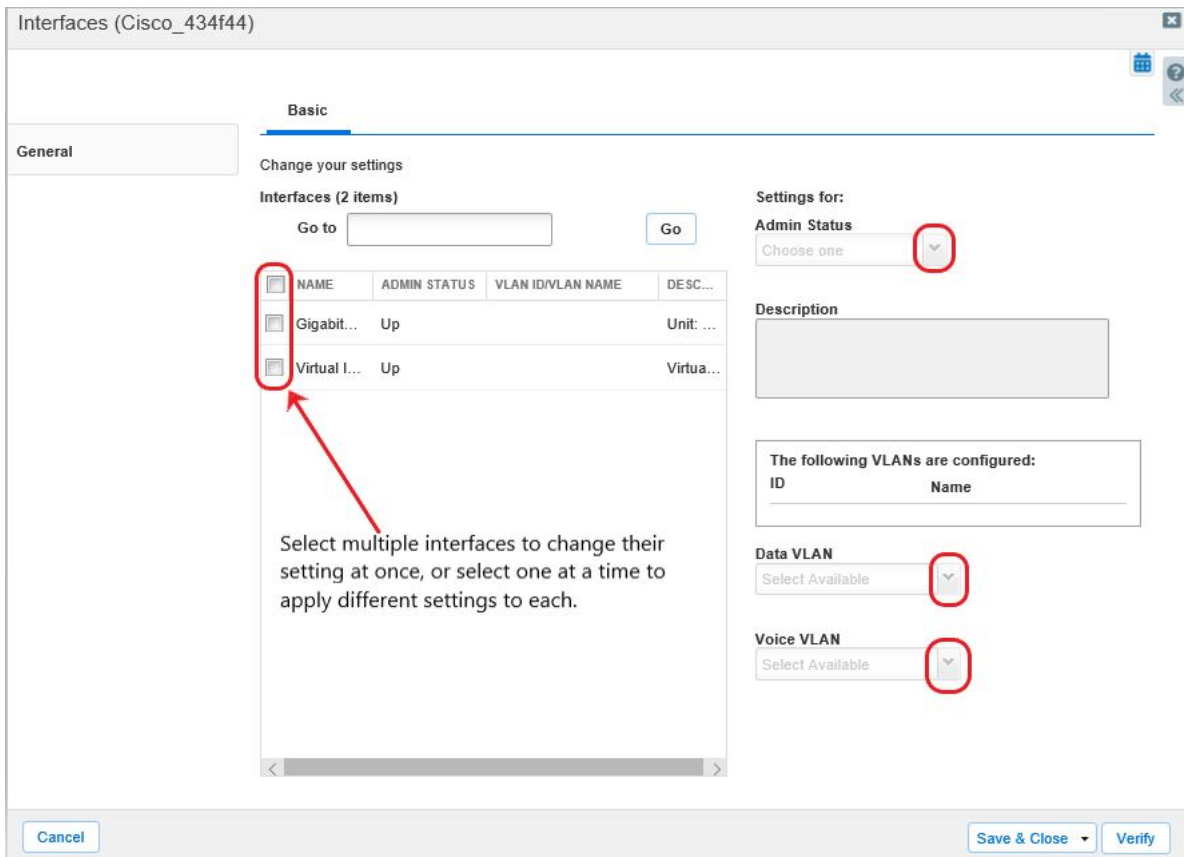 Interfaces (Cisco_434f44)
Basic
General
Change your settings
Interfaces (2 items)
Go to
Go
NAME ADMIN STATUS VLAN ID/VLAN NAME DESC...
Gigabit... Up Unit: ...
Virtual I... Up Virtua...
Select multiple interfaces to change their
setting at once, or select one at a time to
apply different settings to each.
Settings for:
Admin Status
Choose one
Description
The following VLANs are configured:
ID Name
Data VLAN
Select Available
Voice VLAN
Select Available
Cancel
Save & Close
Verify